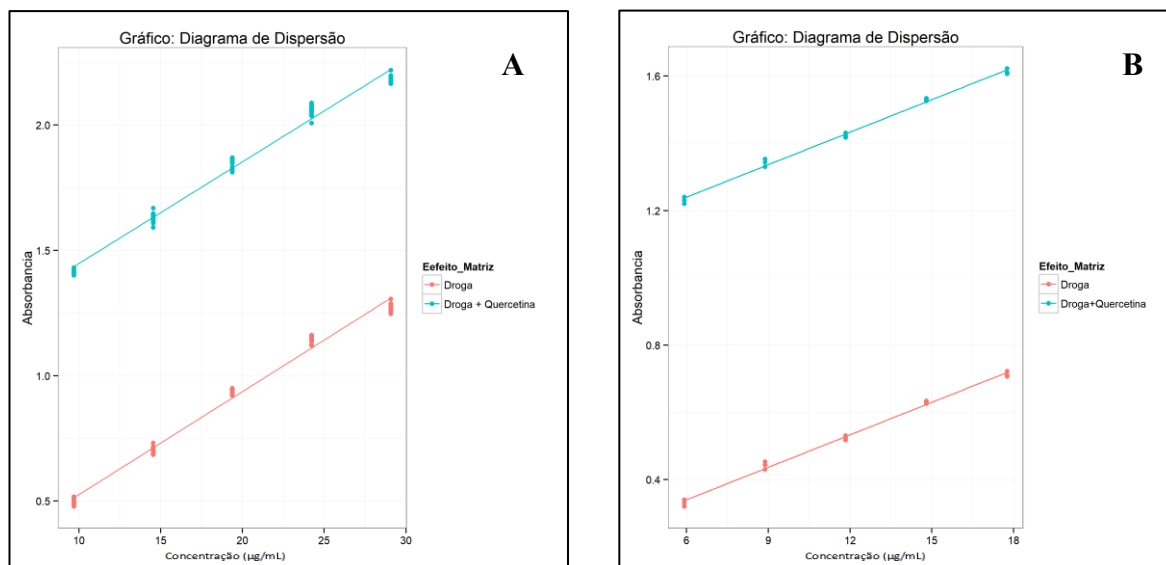 Gráfico: Diagrama de Dispersão
A
2.0
1.5
1.0
0.5
Absorbancia
10
15
20
25
30
Concentração (µg/mL)
Eefeito_Matriz
Droga
Droga + Quercetina
Gráfico: Diagrama de Dispersão
B
1.6
1.2
0.8
0.4
Absorbancia
6
9
12
15
18
Concentração (µg/mL)
Efeito_Matriz
Droga
Droga+Quercetina